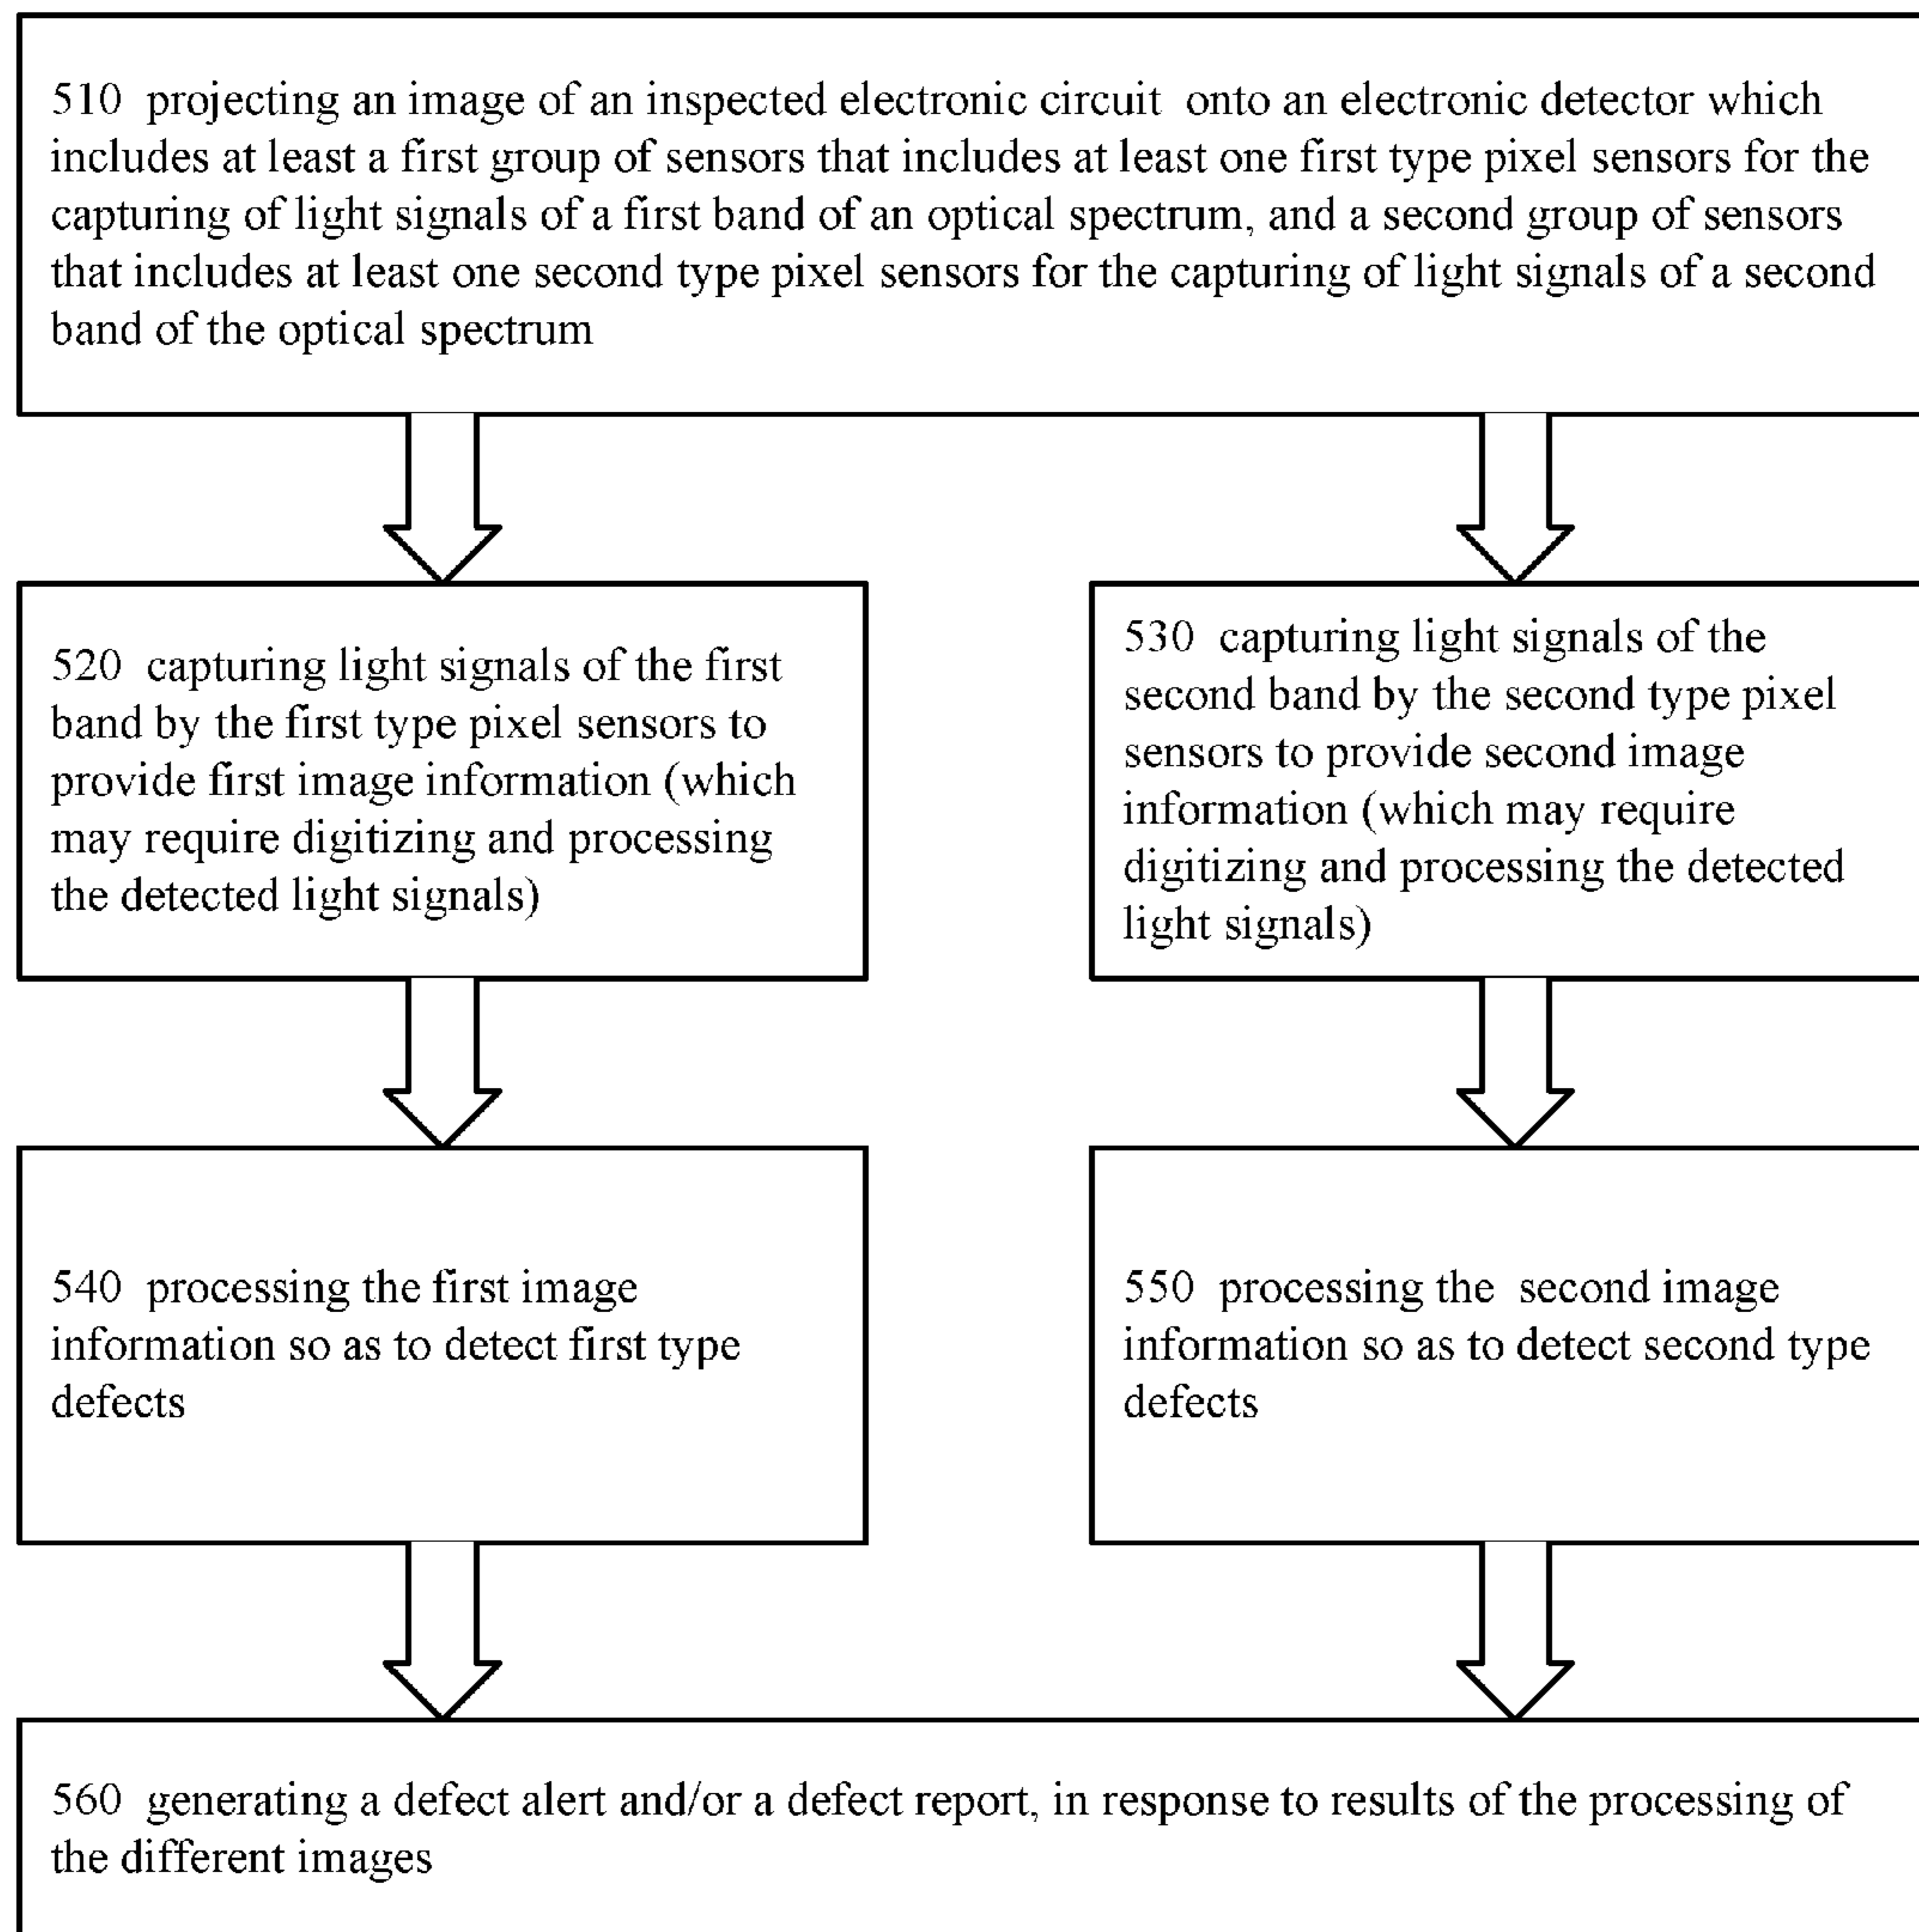 510 projecting an image of an inspected electronic circuit onto an electronic detector which
includes at least a first group of sensors that includes at least one first type pixel sensors for the
capturing of light signals of a first band of an optical spectrum, and a second group of sensors
that includes at least one second type pixel sensors for the capturing of light signals of a second
band of the optical spectrum
520 capturing light signals of the first
band by the first type pixel sensors to
provide first image information (which
may require digitizing and processing
the detected light signals)
530 capturing light signals of the
second band by the second type pixel
sensors to provide second image
information (which may require
digitizing and processing the detected
light signals)
540 processing the first image
information so as to detect first type
defects
550 processing the second image
information so as to detect second type
defects
560 generating a defect alert and/or a defect report, in response to results of the processing of
the different images